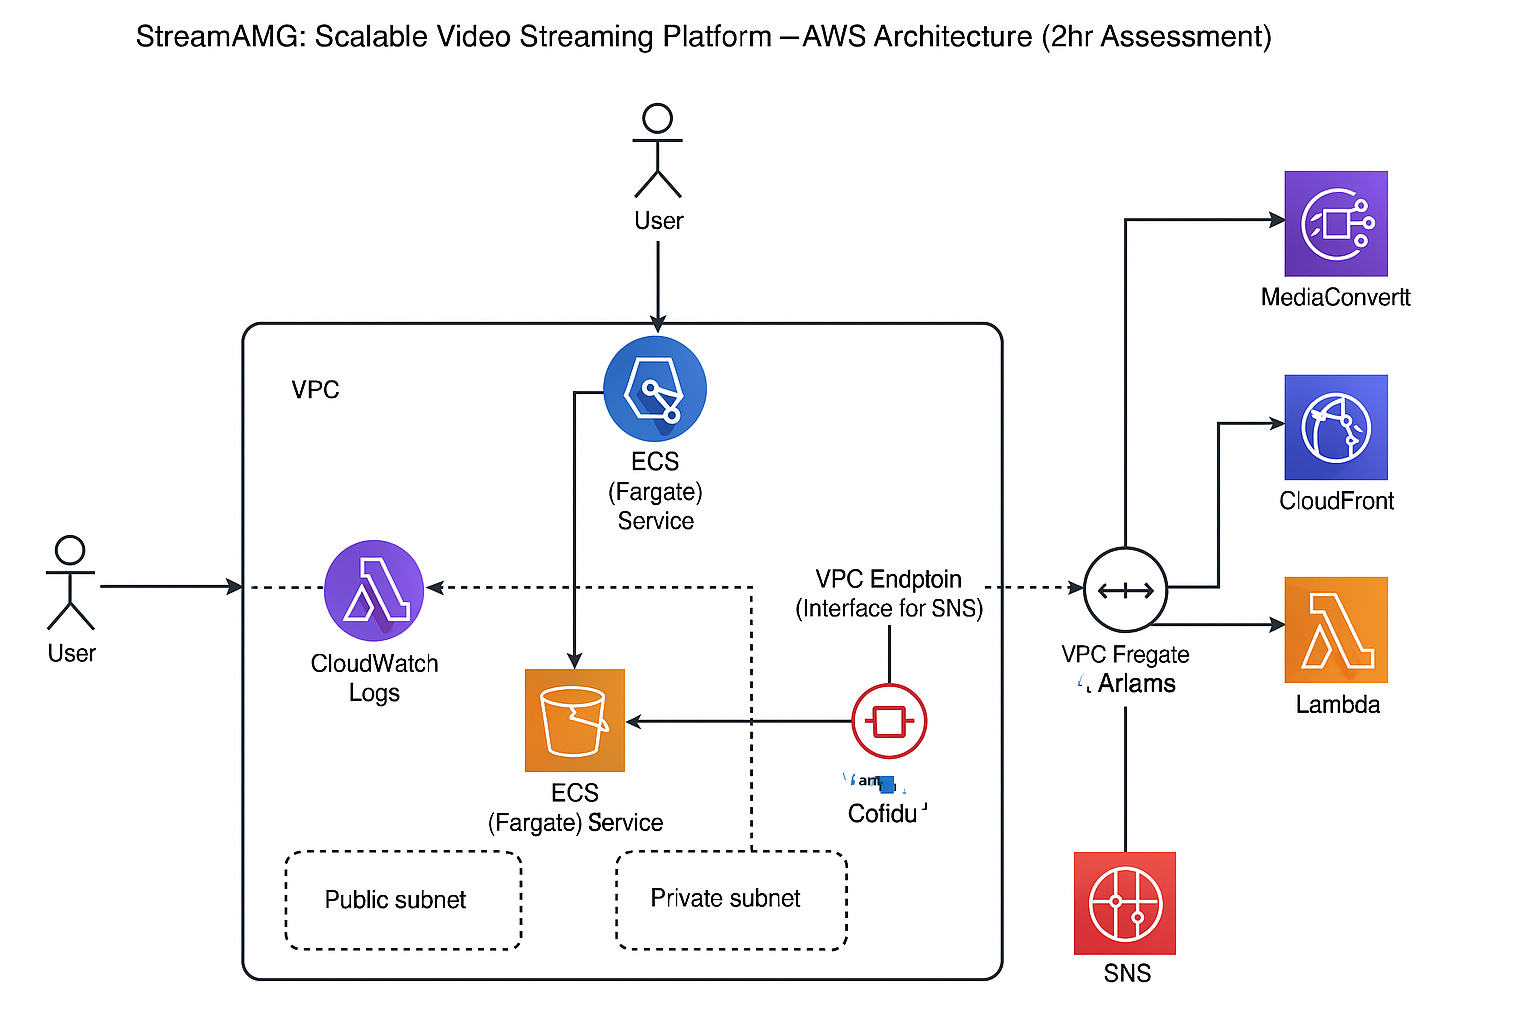 StreamAMG: Scalable Video Streaming Platform –AWS Architecture (2hr Assessment)
User
MediaConvertt
VPC
ECS
(Fargate)
Service
CloudFront
User
CloudWatch
Logs
VPC Endptoin
(Interface for SNS)
VPC Fregate
Arlams
Lambda
ECS
(Fargate) Service
am
Cofidu
Public subnet
Private subnet
SNS